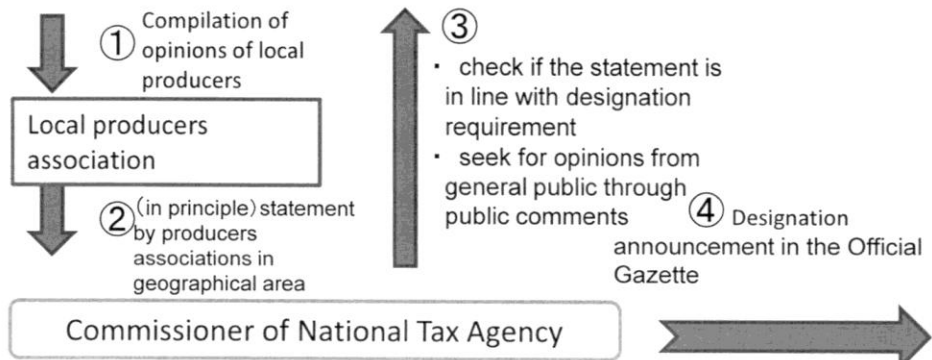 ① Compilation of
opinions of local
producers
Local producers
association
② (in principle) statement
by producers
associations in
geographical area
③
・ check if the statement is
in line with designation
requirement
・ seek for opinions from
general public through
public comments
④ Designation
announcement in the Official
Gazette
Commissioner of National Tax Agency